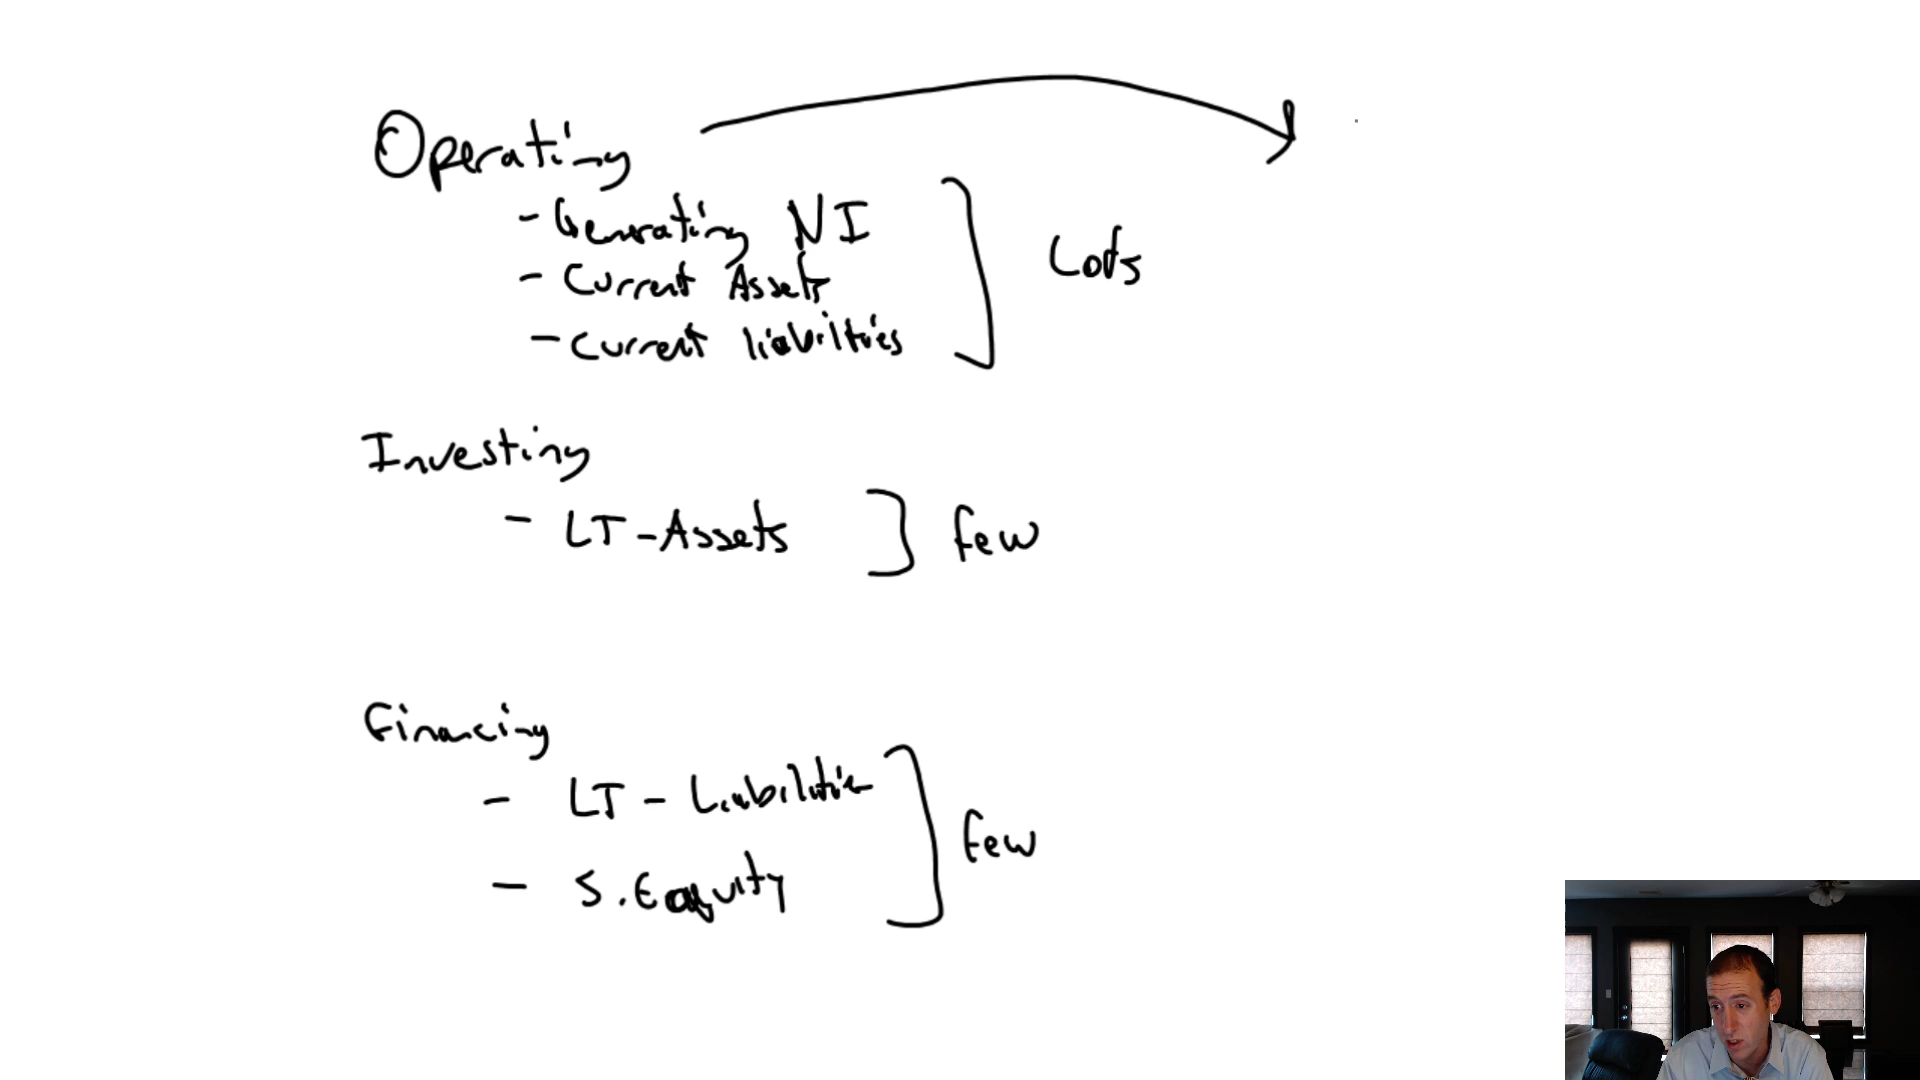 Operating
- Generating NI
- Current Assets
- Current liabilities
Lots
Investing
- LT-Assets
few
Financing
- LT - Liabilities
- S. Equity
few